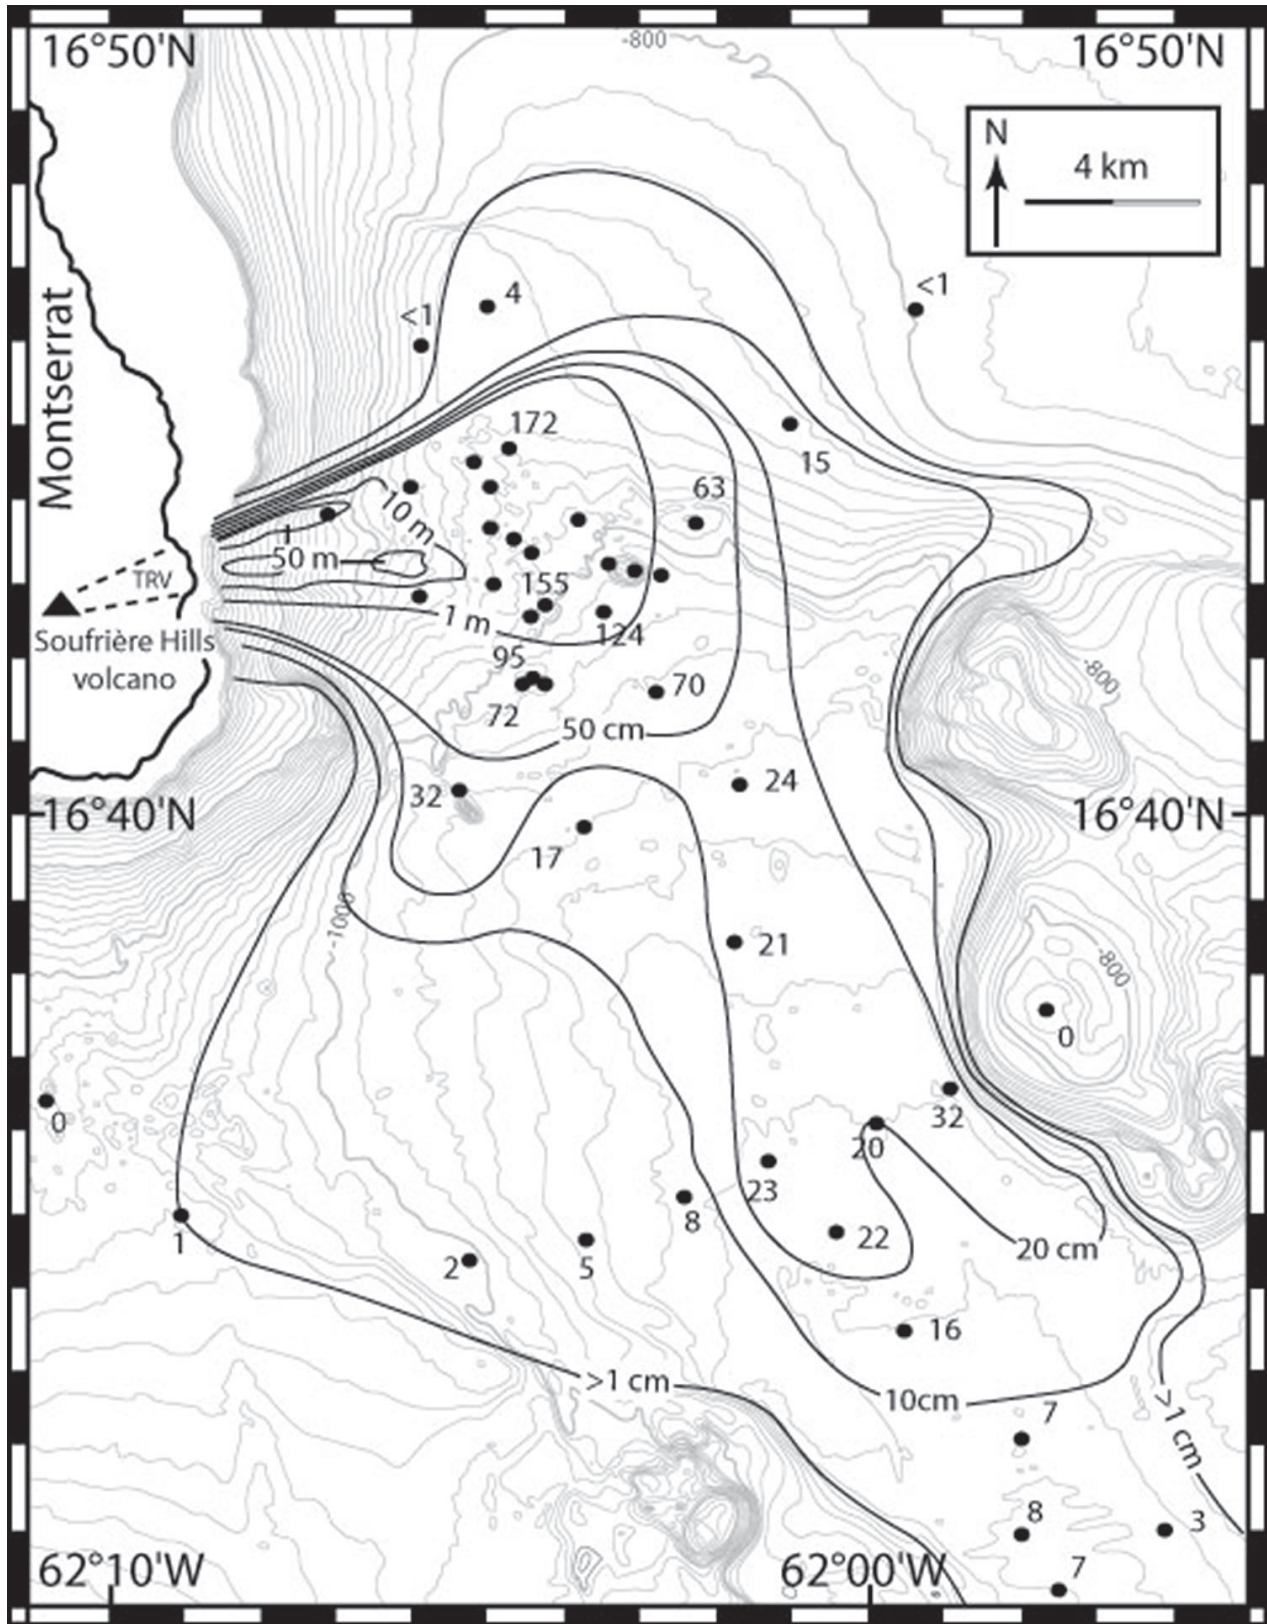 -800
16°50'N
16°50'N
N
4 km
Montserrat
<1
4
<1
172
15
63
10 m
1
50 m
TRV
155
124
1 m
Soufrière Hills
volcano
95
70
72
50 cm
-800
32
24
17
16°40'N
16°40'N
-1000
21
-800
0
0
32
20
23
8
22
20 cm
1
2
5
16
>1 cm
10cm
7
>1 cm
8
3
7
62°10'W
62°00'W